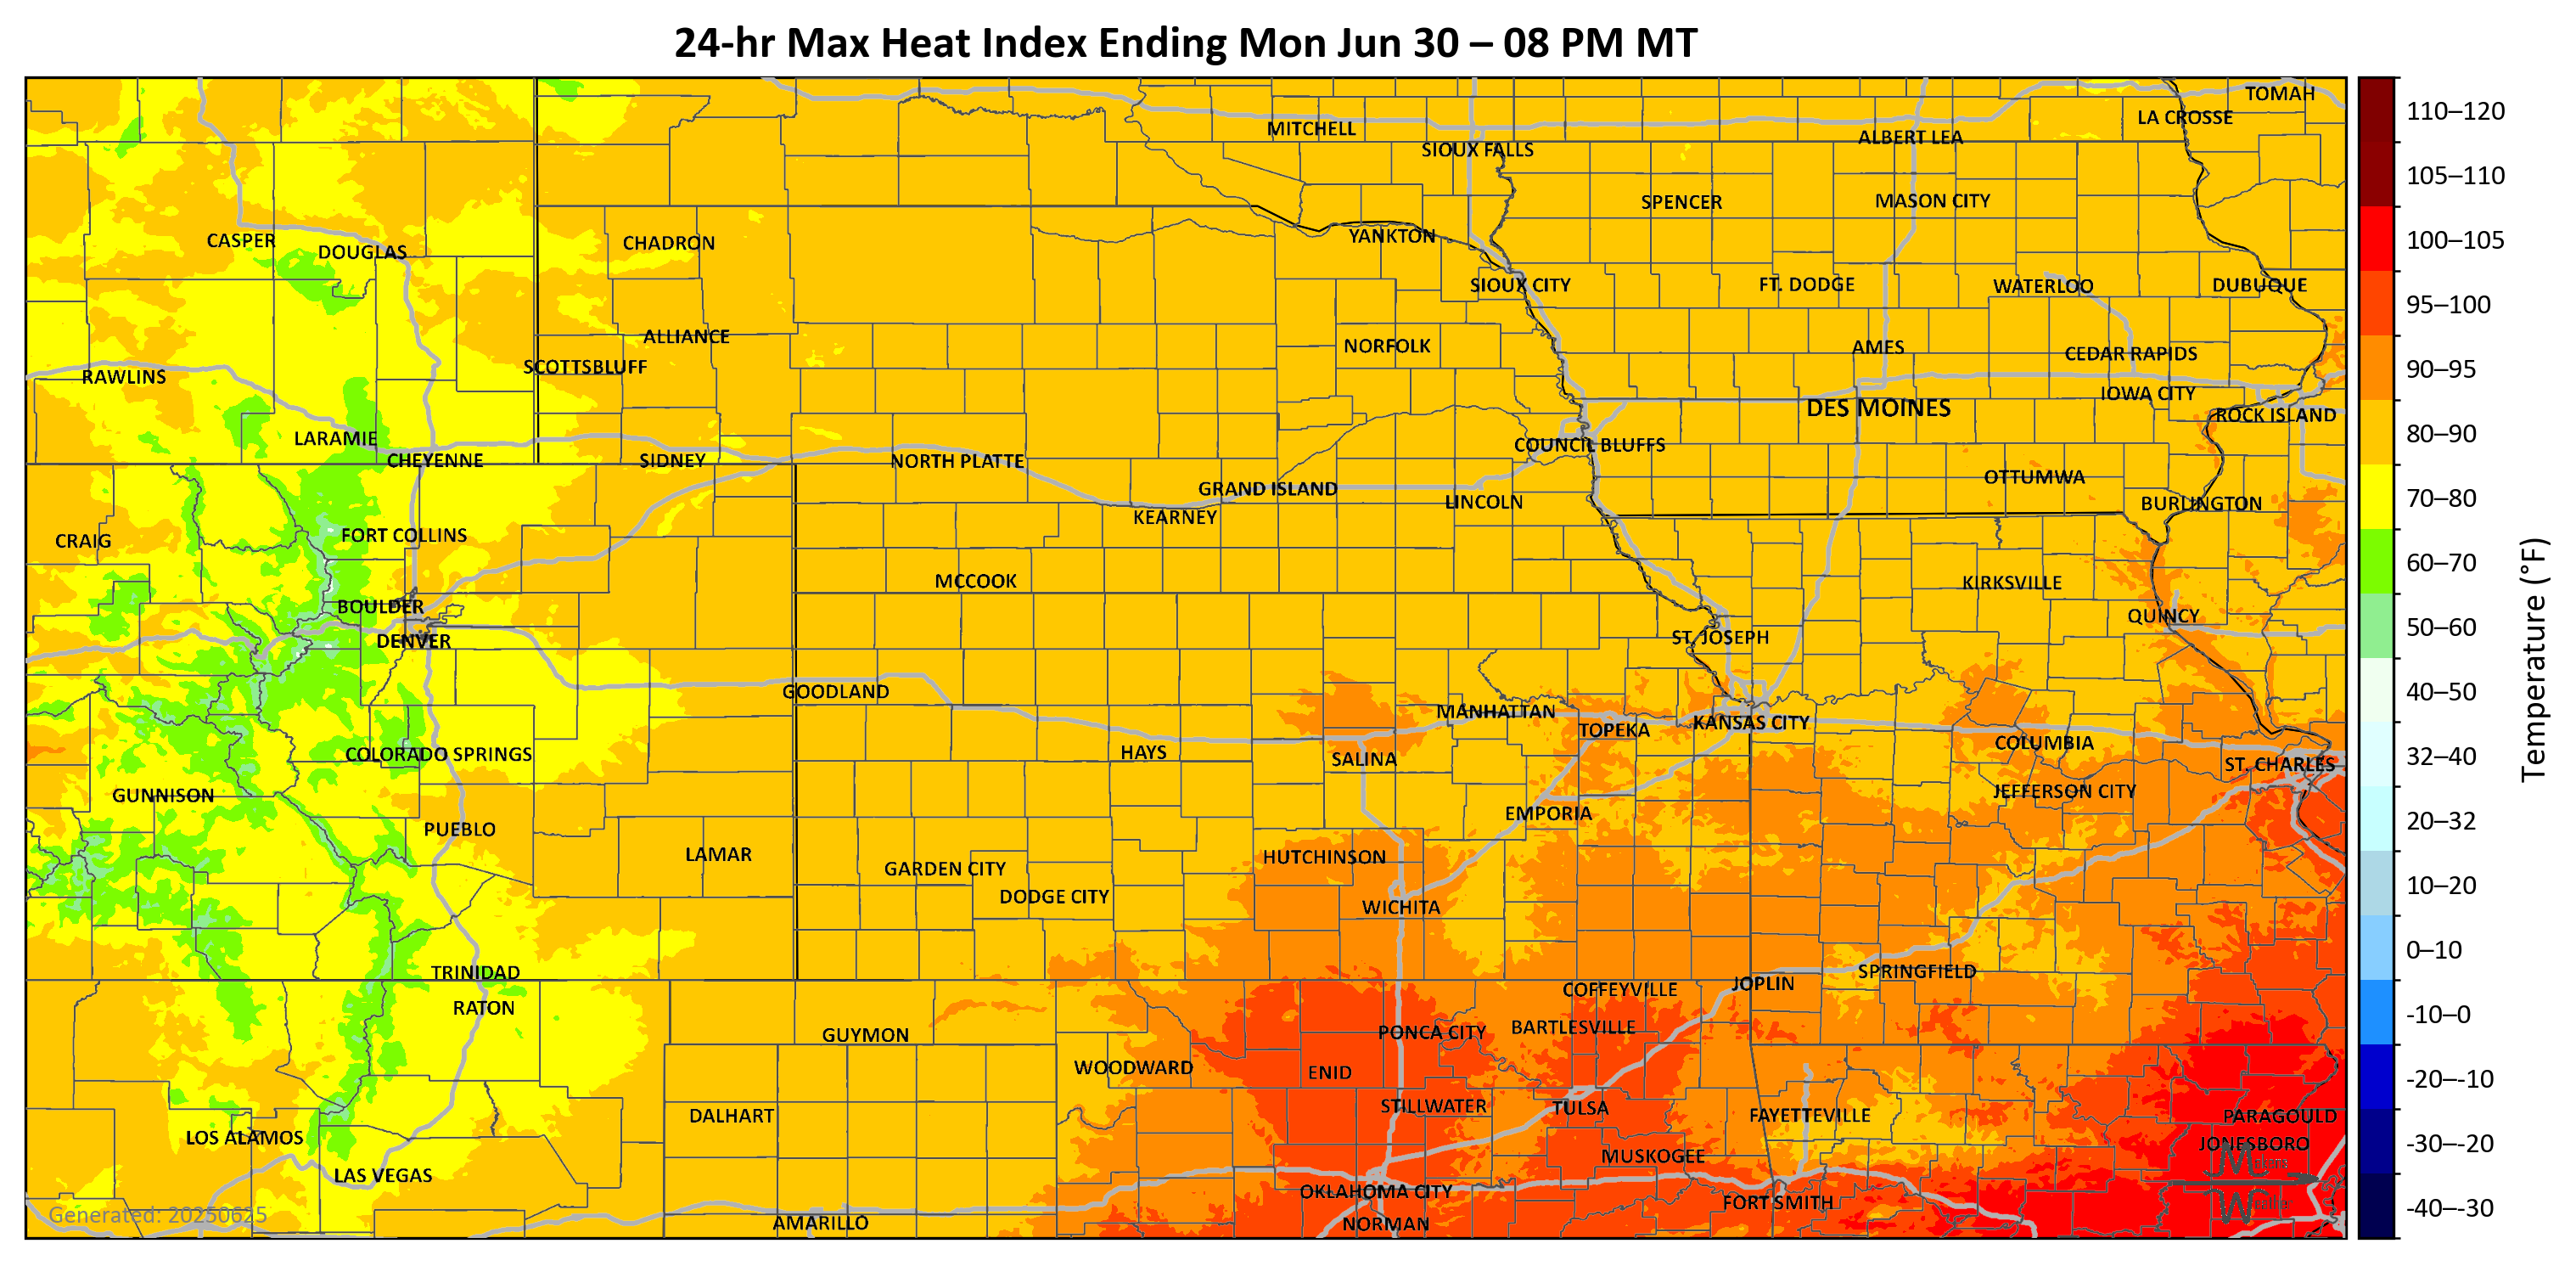 24-hr Max Heat Index Ending Mon Jun 30 – 08 PM MT
TOMAH
LA CROSSE
MITCHELL
ALBERT LEA
SIOUX FALLS
SPENCER
MASON CITY
CASPER
DOUGLAS
CHADRON
YANKTON
SIOUX CITY
FT. DODGE
WATERLOO
DUBUQUE
ALLIANCE
NORFOLK
AMES
CEDAR RAPIDS
SCOTTSBLUFF
RAWLINS
IOWA CITY
DES MOINES
ROCK ISLAND
LARAMIE
COUNCIL BLUFFS
CHEYENNE
SIDNEY
NORTH PLATTE
OTTUMWA
GRAND ISLAND
LINCOLN
BURLINGTON
KEARNEY
CRAIG
FORT COLLINS
MCCOOK
KIRKSVILLE
BOULDER
QUINCY
DENVER
ST. JOSEPH
GOODLAND
MANHATTAN
TOPEKA
KANSAS CITY
COLUMBIA
COLORADO SPRINGS
HAYS
SALINA
ST. CHARLES
GUNNISON
JEFFERSON CITY
EMPORIA
PUEBLO
LAMAR
HUTCHINSON
GARDEN CITY
DODGE CITY
WICHITA
TRINIDAD
SPRINGFIELD
JOPLIN
COFFEYVILLE
RATON
GUYMON
PONCA CITY
BARTLESVILLE
WOODWARD
ENID
STILLWATER
TULSA
DALHART
FAYETTEVILLE
PARAGOULD
LOS ALAMOS
JONESBORO
MUSKOGEE
LAS VEGAS
OKLAHOMA CITY
FORT SMITH
AMARILLO
NORMAN
Generated: 20250625
110–120
105–110
100–105
95–100
90–95
80–90
70–80
60–70
50–60
40–50
32–40
20–32
10–20
0–10
-10–0
-20–-10
-30–-20
-40–-30
Temperature (°F)